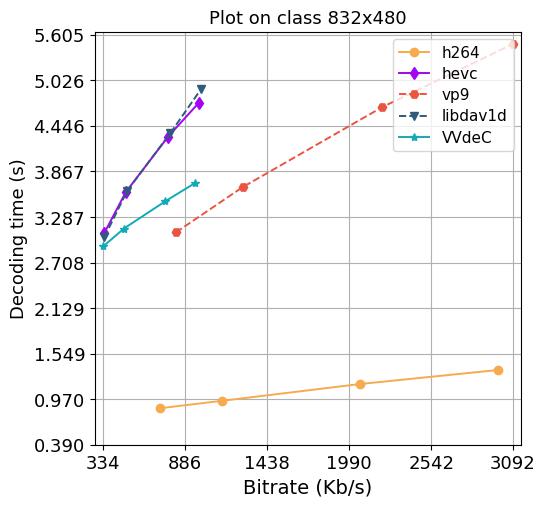 Plot on class 832x480
5.605
5.026
4.446
3.867
3.287
2.708
2.129
1.549
0.970
0.390
Decoding time (s)
h264
hevc
vp9
libdav1d
VVdeC
334 886 1438 1990 2542 3092
Bitrate (Kb/s)